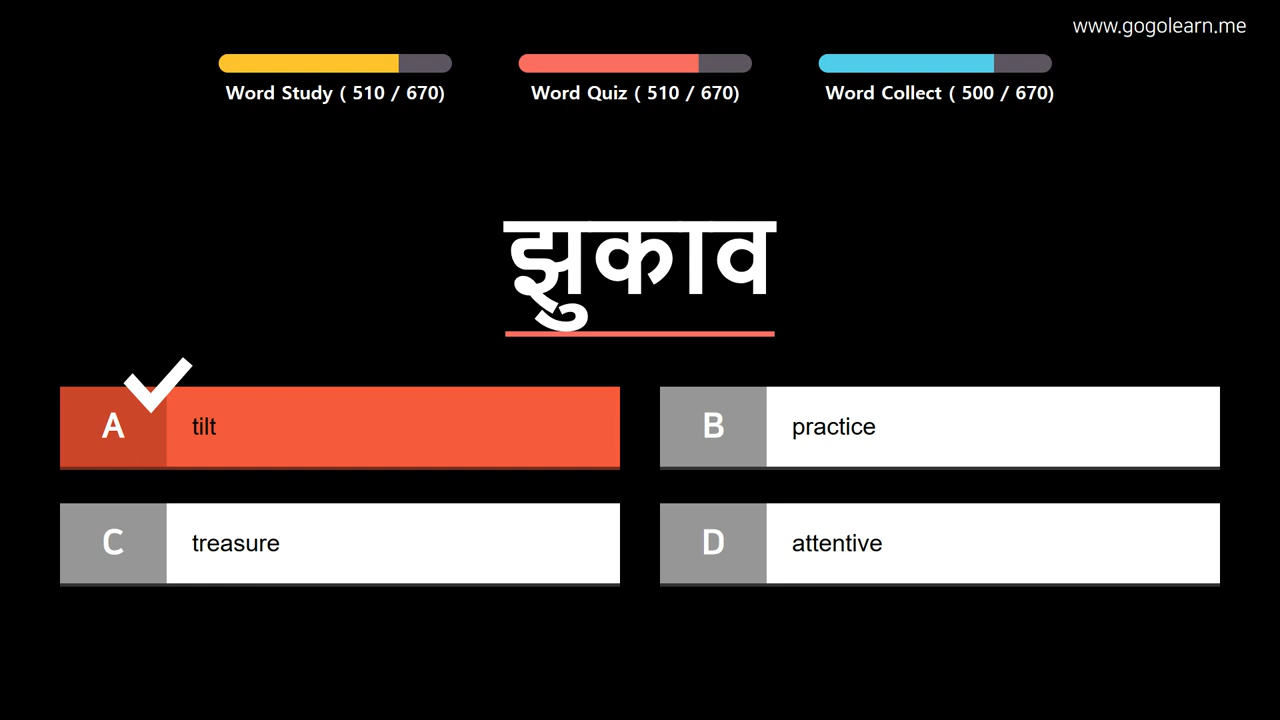 www.gogolearn.me
Word Study ( 510 / 670)
Word Quiz ( 510 / 670)
Word Collect ( 500 / 670)
झुकाव
A tilt
B practice
C treasure
D attentive